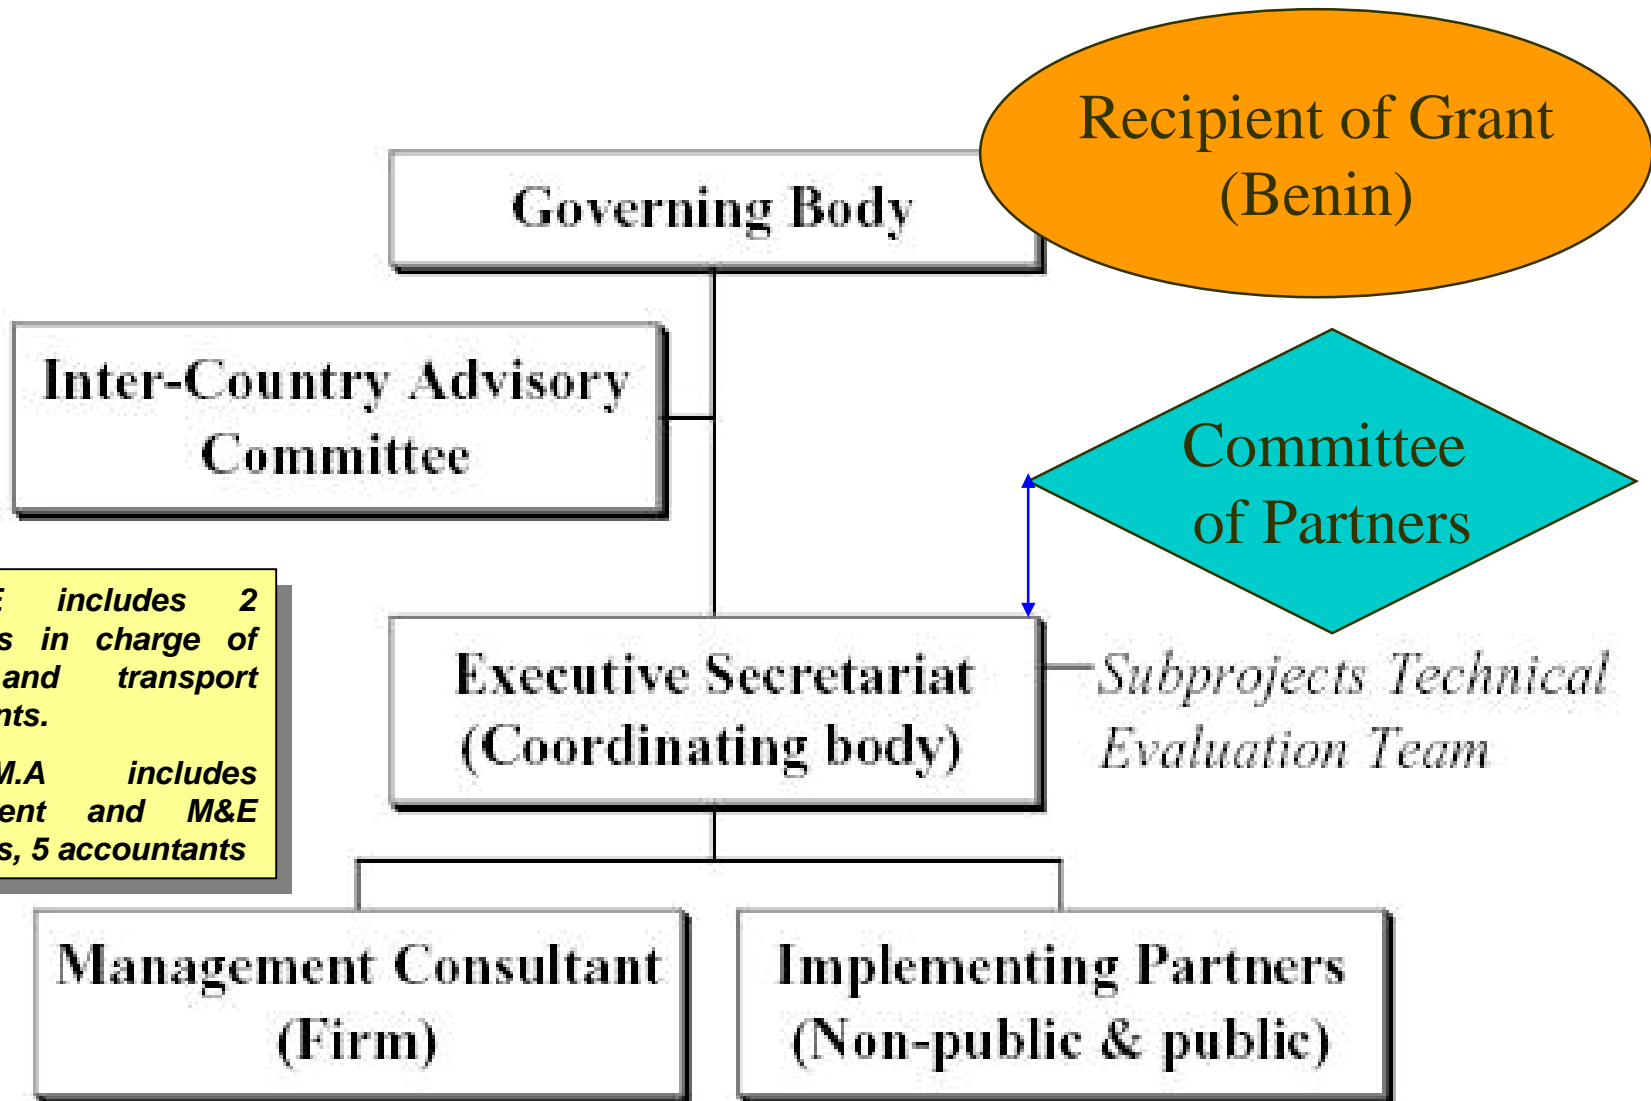 Recipient of Grant
(Benin)
Governing Body
Inter-Country Advisory
Committee
Committee
of Partners
includes 2
in charge of
and transport
M.A includes
and M&E
5 accountants
Executive Secretariat
(Coordinating body)
Subprojects Technical
Evaluation Team
Management Consultant
(Firm)
Implementing Partners
(Non-public & public)